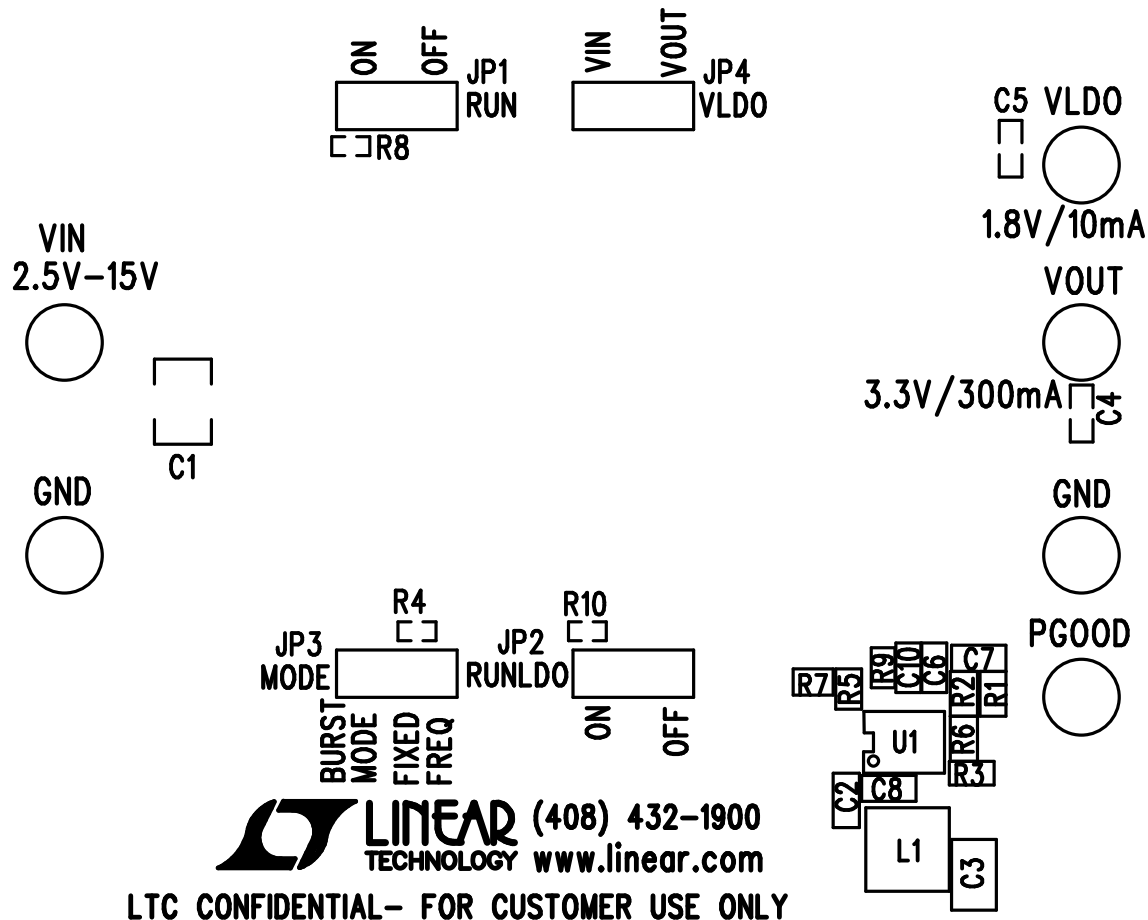 ON
OFF
JP1
RUN
R8
VIN
VOUT
JP4
VLDO
C5
VLDO
1.8V/10mA
VIN
2.5V-15V
VOUT
3.3V/300mA
C4
C1
GND
GND
R4
R10
JP3
MODE
JP2
RUNLDO
PGOOD
BURST
MODE
FIXED
FREQ
ON
OFF
R7
R5
R9
C10
C6
C7
R2
R1
U1
R6
R3
C2
C8
L1
C3
LINEAR
TECHNOLOGY
(408) 432-1900
www.linear.com
LTC CONFIDENTIAL- FOR CUSTOMER USE ONLY